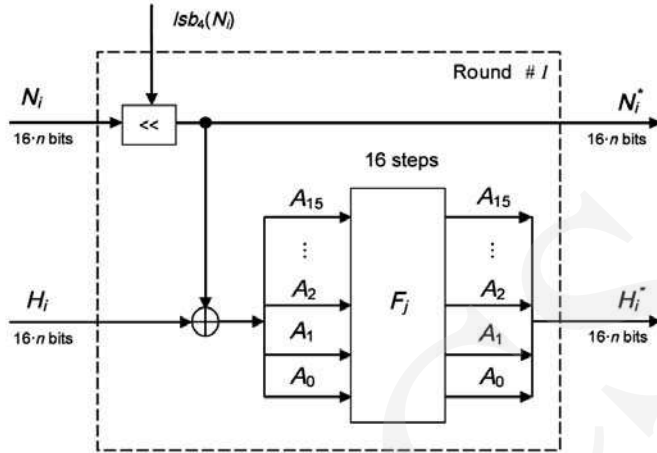 lsb₄(Nᵢ)
Round # 1
Nᵢ
Nᵢ*
<<
16·n bits
16·n bits
16 steps
A₁₅
A₁₅
⋮
⋮
Hᵢ
A₂
Fⱼ
A₂
Hᵢ*
16·n bits
A₁
A₁
16·n bits
A₀
A₀